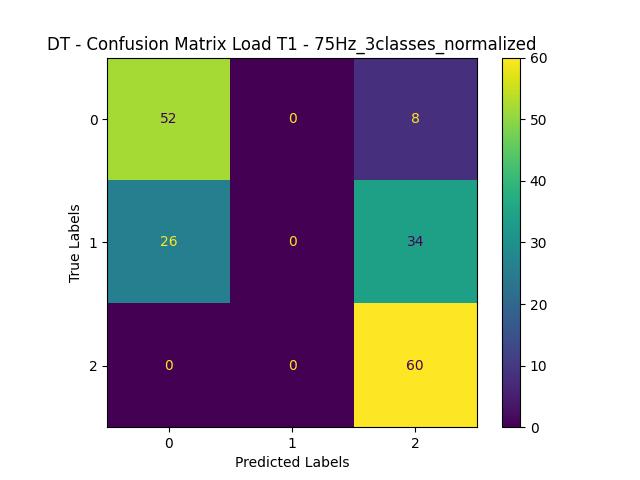 DT - Confusion Matrix Load T1 - 75Hz_3classes_normalized
60
50
40
30
20
10
0
True Labels
0
1
2
52 0 8
26 0 34
0 0 60
0 1 2
Predicted Labels